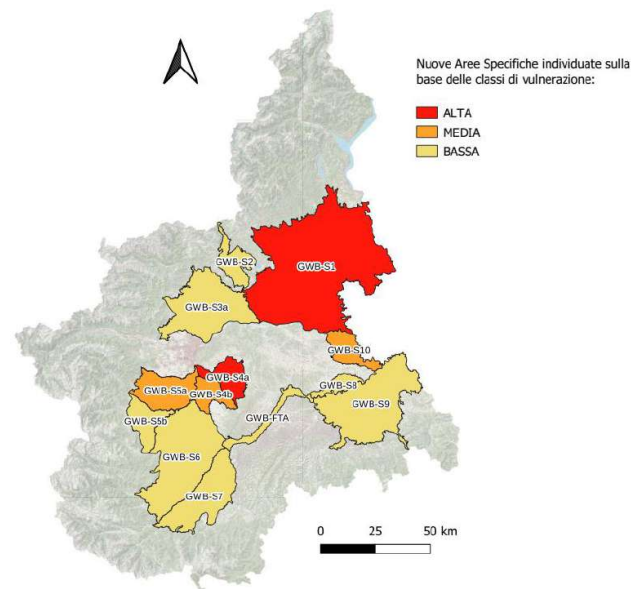 Nuove Aree Specifiche individuate sulla
base delle classi di vulnerazione:
ALTA
MEDIA
BASSA
GWB-S2
GWB-S1
GWB-S3a
GWB-S10
GWB-S4a
GWB-S5a
GWB-S4b
GWB-S8
GWB-S9
GWB-FTA
GWB-S5b
GWB-S6
GWB-S7
0 25 50 km